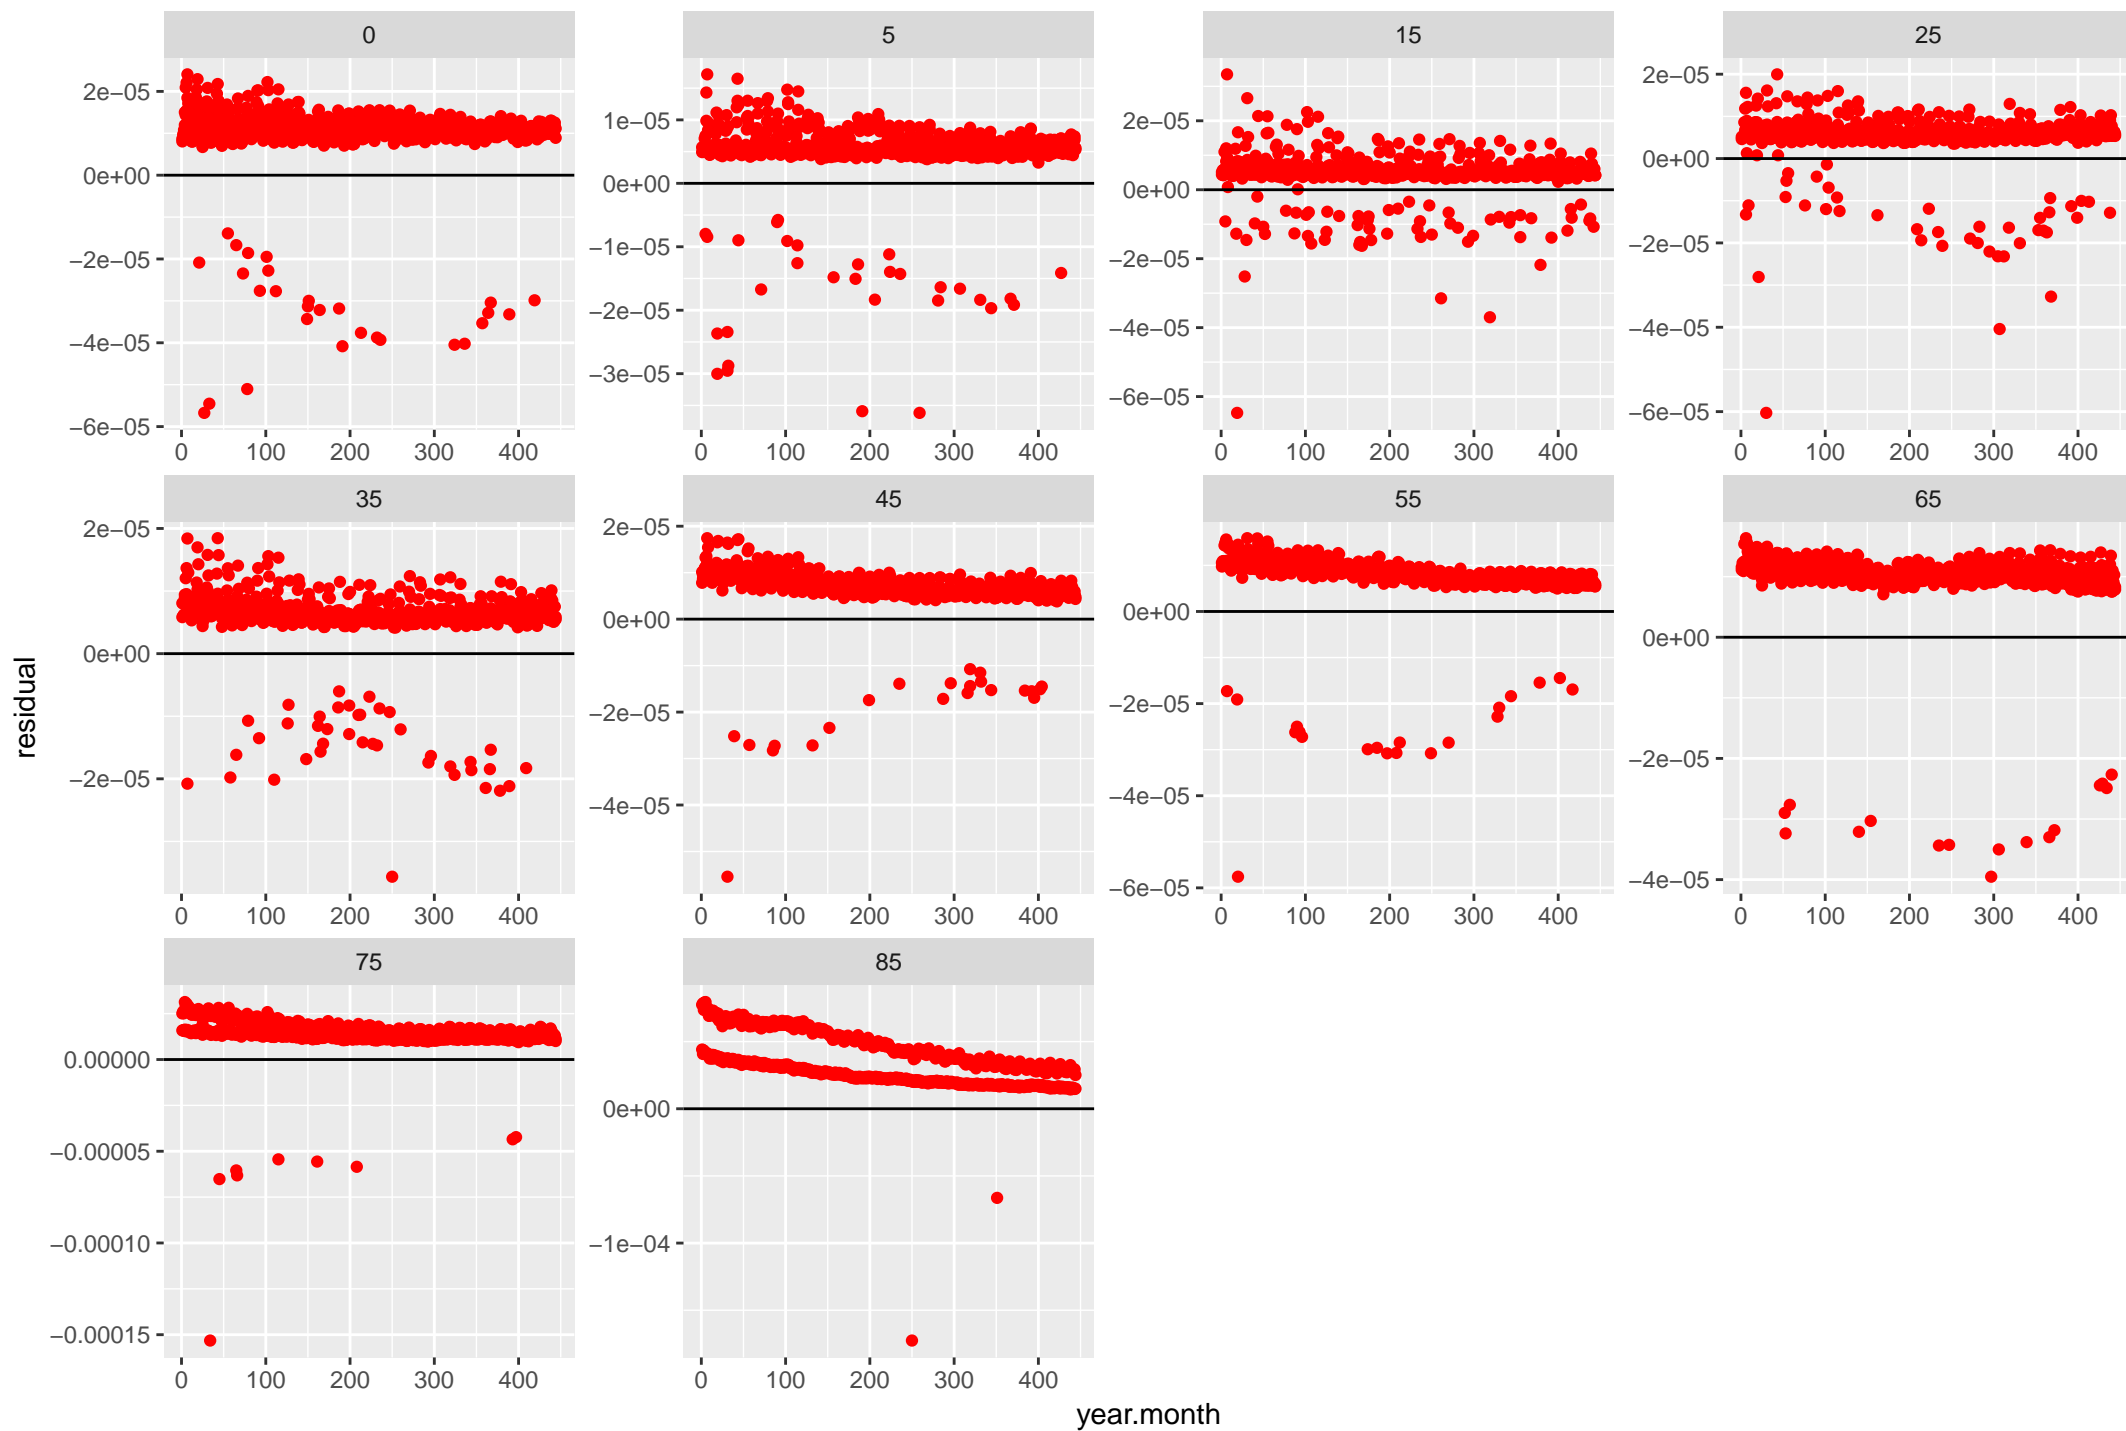 0 5 15 25
2e−05
0e+00
−2e−05
−4e−05
−6e−05
1e−05
0e+00
−1e−05
−2e−05
−3e−05
2e−05
0e+00
−2e−05
−4e−05
−6e−05
2e−05
0e+00
−2e−05
−4e−05
−6e−05
0 100 200 300 400 0 100 200 300 400 0 100 200 300 400 0 100 200 300 400
35 45 55 65
2e−05
0e+00
−2e−05
2e−05
0e+00
−2e−05
−4e−05
0e+00
−2e−05
−4e−05
−6e−05
0e+00
−2e−05
−4e−05
0 100 200 300 400 0 100 200 300 400 0 100 200 300 400 0 100 200 300 400
residual
75 85
0.00000
−0.00005
−0.00010
−0.00015
0e+00
−1e−04
0 100 200 300 400 0 100 200 300 400
year.month